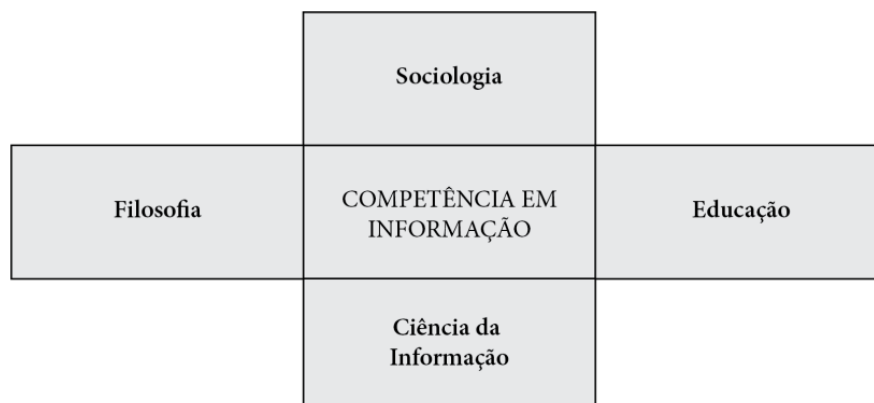 Sociologia
Filosofia
COMPETÊNCIA EM
INFORMAÇÃO
Educação
Ciência da
Informação